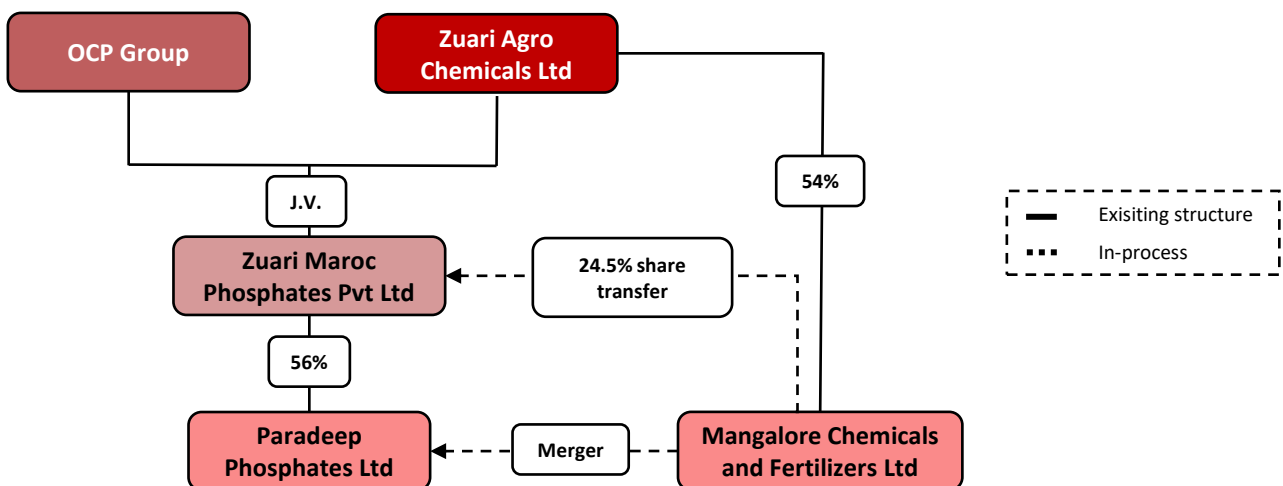 OCP Group
Zuari Agro
Chemicals Ltd
54%
J.V.
Exisiting structure
In-process
Zuari Maroc
Phosphates Pvt Ltd
24.5% share
transfer
56%
Paradeep
Phosphates Ltd
Merger
Mangalore Chemicals
and Fertilizers Ltd